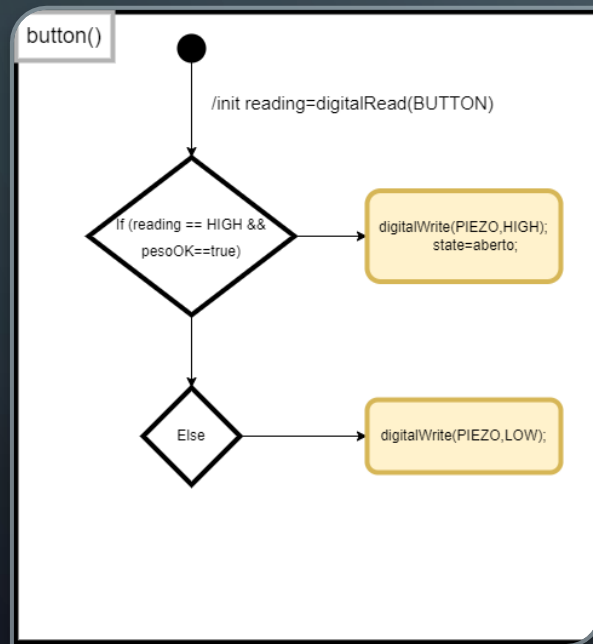 button()
/init reading=digitalRead(BUTTON)
If (reading == HIGH &&
pesoOK==true)
digitalWrite(PIEZO,HIGH);
state=aberto;
Else
digitalWrite(PIEZO,LOW);